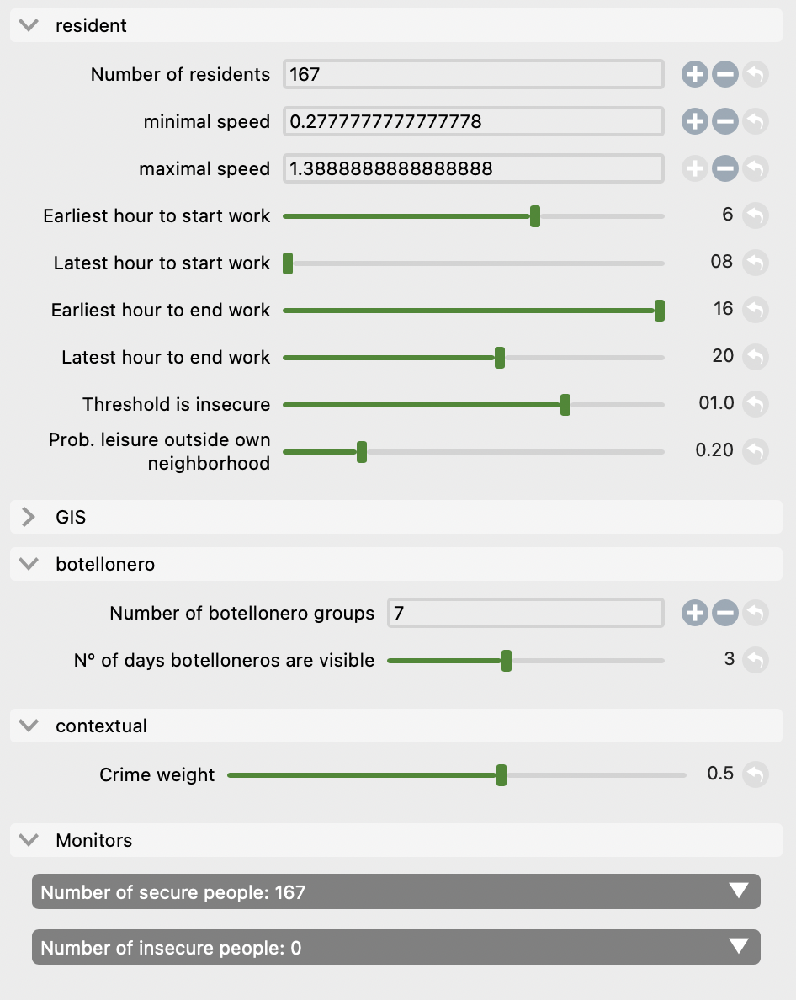 resident
Number of residents 167
minimal speed 0.2777777777777778
maximal speed 1.3888888888888888
Earliest hour to start work 6
Latest hour to start work 08
Earliest hour to end work 16
Latest hour to end work 20
Threshold is insecure 01.0
Prob. leisure outside own
neighborhood 0.20
GIS
botellonero
Number of botellonero groups 7
Nº of days botelloneros are visible 3
contextual
Crime weight 0.5
Monitors
Number of secure people: 167
Number of insecure people: 0